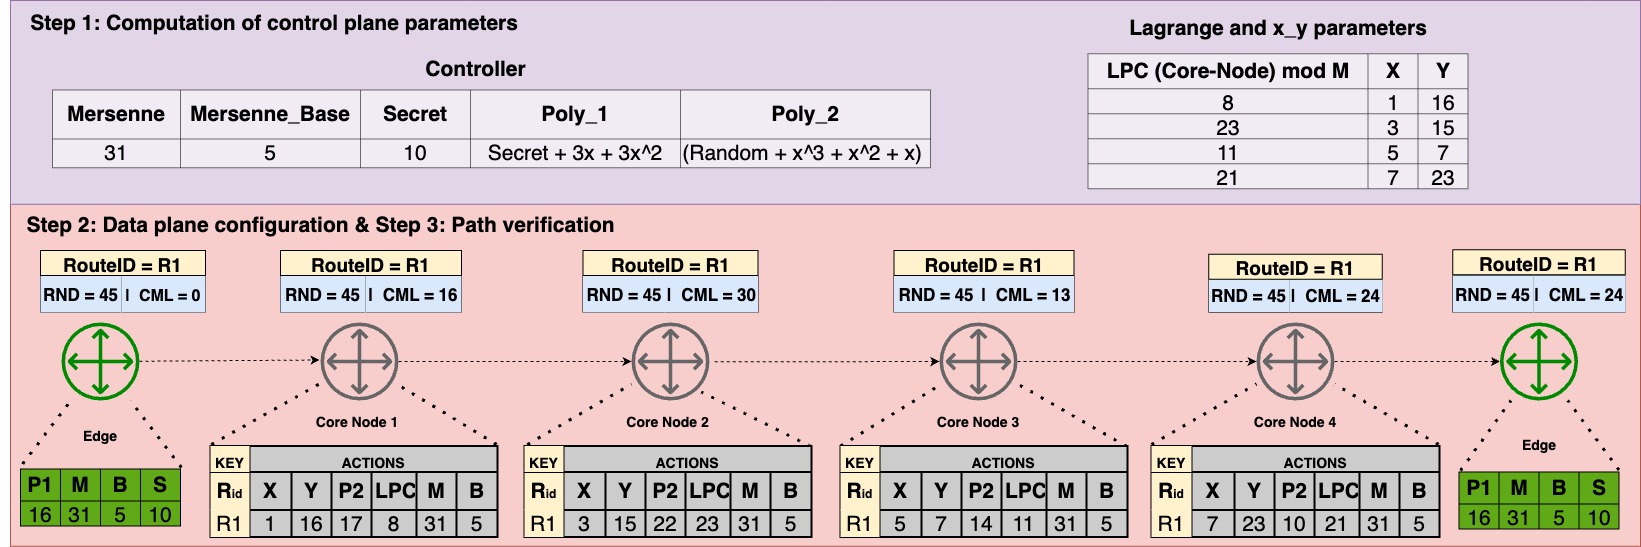 Step 1: Computation of control plane parameters
Lagrange and x_y parameters
Controller
Mersenne Mersenne_Base Secret Poly_1 Poly_2
31 5 10 Secret + 3x + 3x^2 (Random + x^3 + x^2 + x)
LPC (Core-Node) mod M X Y
8 1 16
23 3 15
11 5 7
21 7 23
Step 2: Data plane configuration & Step 3: Path verification
RouteID = R1
RND = 45 I CML = 0
RouteID = R1
RND = 45 I CML = 16
RouteID = R1
RND = 45 I CML = 30
RouteID = R1
RND = 45 I CML = 13
RouteID = R1
RND = 45 I CML = 24
RouteID = R1
RND = 45 I CML = 24
Edge
P1 M B S
16 31 5 10
Core Node 1
KEY ACTIONS
Rid X Y P2 LPC M B
R1 1 16 17 8 31 5
Core Node 2
KEY ACTIONS
Rid X Y P2 LPC M B
R1 3 15 22 23 31 5
Core Node 3
KEY ACTIONS
Rid X Y P2 LPC M B
R1 5 7 14 11 31 5
Core Node 4
KEY ACTIONS
Rid X Y P2 LPC M B
R1 7 23 10 21 31 5
Edge
P1 M B S
16 31 5 10